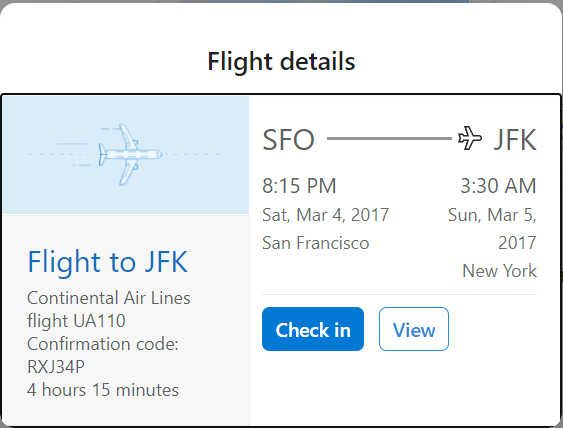 Flight details
SFO JFK
8:15 PM 3:30 AM
Sat, Mar 4, 2017 Sun, Mar 5,
San Francisco 2017
New York
Flight to JFK
Continental Air Lines
flight UA110
Confirmation code:
RXJ34P
4 hours 15 minutes
Check in View